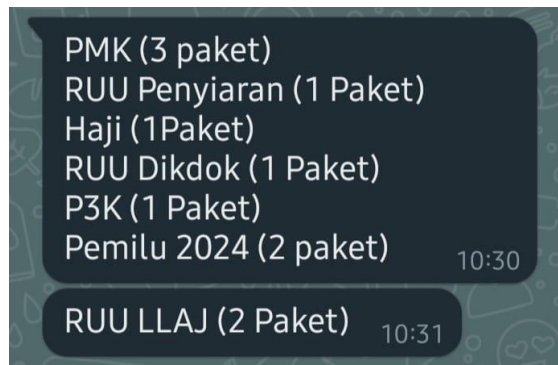 PMK (3 paket)
RUU Penyiaran (1 Paket)
Haji (1Paket)
RUU Dikdok (1 Paket)
P3K (1 Paket)
Pemilu 2024 (2 paket)
10:30
RUU LLAJ (2 Paket)
10:31